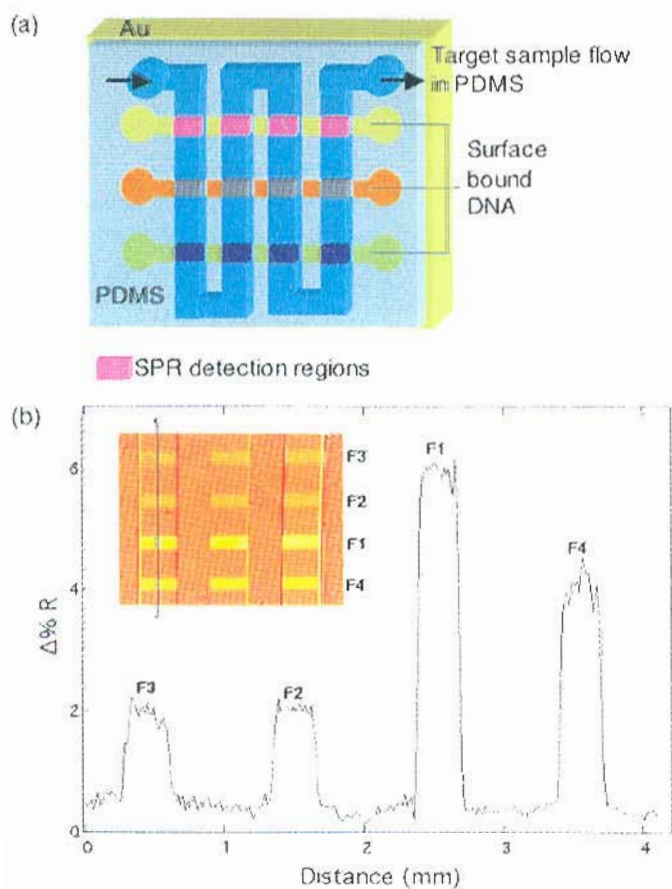 (a)
Au
Target sample flow
in PDMS
Surface
bound
DNA
PDMS
SPR detection regions
(b)
F3
F2
F1
F4
F1
F4
F3
F2
6
4
2
0
Δ% R
0
1
2
3
4
Distance (mm)